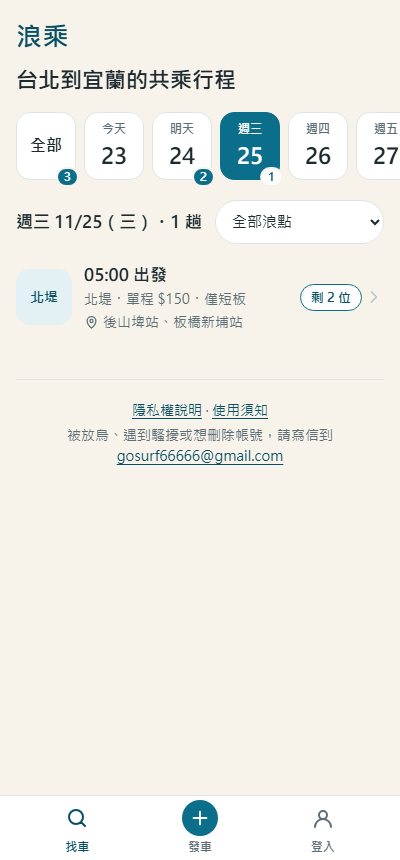 浪乘
台北到宜蘭的共乘行程
全部
3
今天
23
明天
24
2
週三
25
1
週四
26
週五
27
週三 11/25（三）· 1 趟
全部浪點
北堤
05:00 出發
北堤 · 單程 $150 · 僅短板
後山埤站、板橋新埔站
剩 2 位
隱私權說明 · 使用須知
被放鳥、遇到騷擾或想刪除帳號，請寫信到
gosurf66666@gmail.com
找車
發車
登入